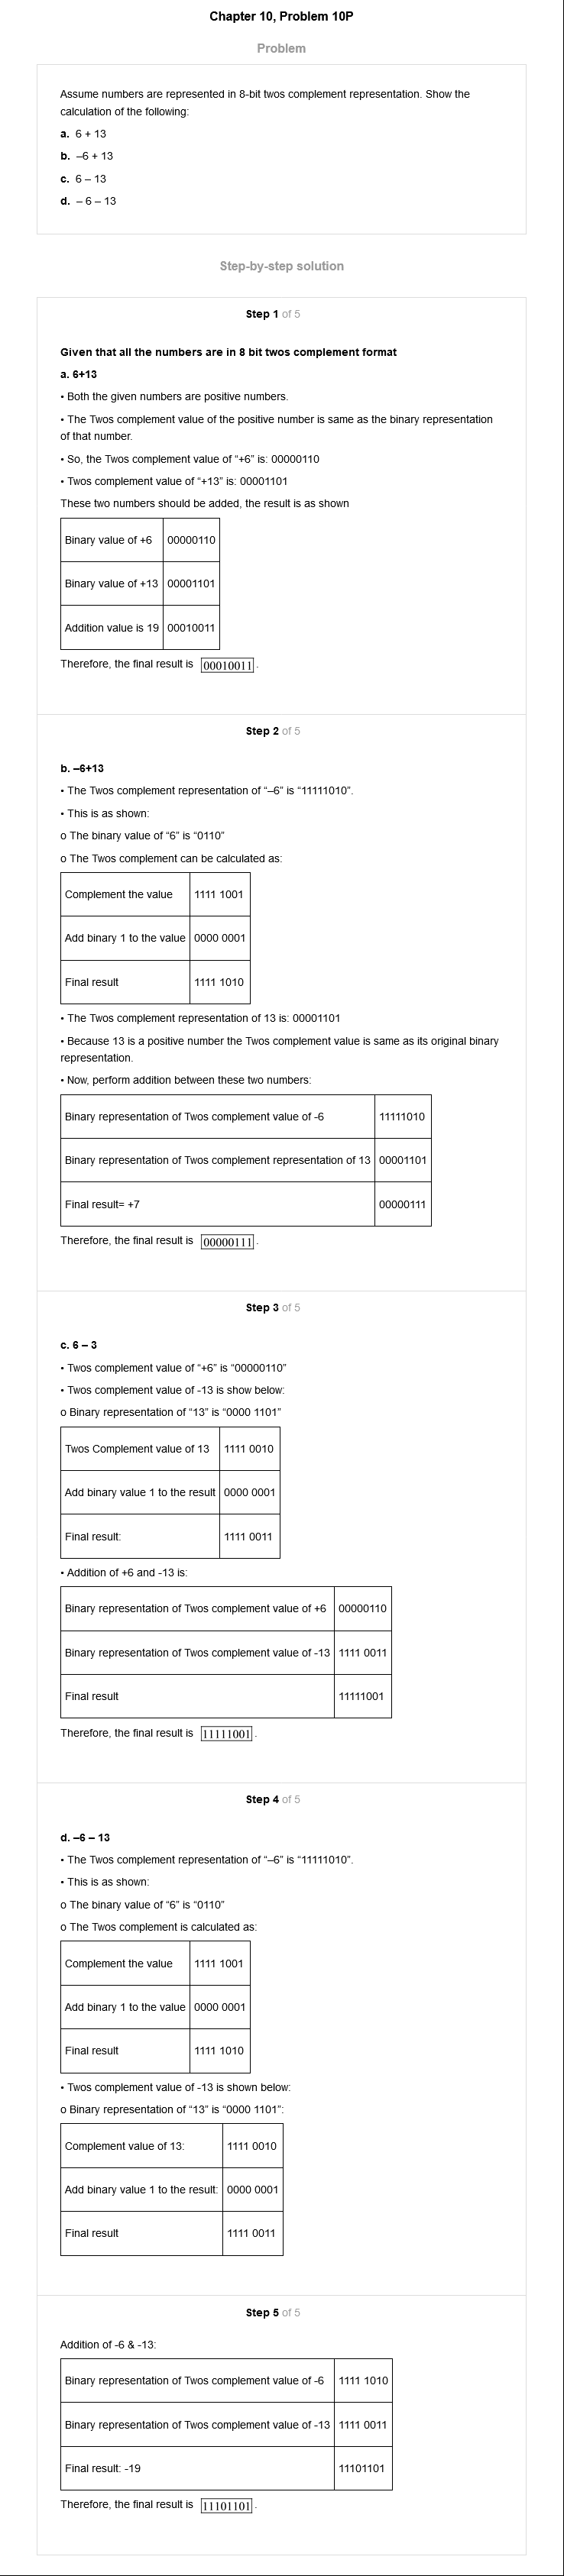 Chapter 10, Problem 10P
Problem
Assume numbers are represented in 8-bit twos complement representation. Show the
calculation of the following:
a. 6 + 13
b. –6 + 13
c. 6 – 13
d. – 6 – 13
Step-by-step solution
Step 1 of 5
Given that all the numbers are in 8 bit twos complement format
a. 6+13
• Both the given numbers are positive numbers.
• The Twos complement value of the positive number is same as the binary representation
of that number.
• So, the Twos complement value of “+6” is: 00000110
• Twos complement value of “+13” is: 00001101
These two numbers should be added, the result is as shown
Binary value of +6 00000110
Binary value of +13 00001101
Addition value is 19 00010011
Therefore, the final result is 00010011.
Step 2 of 5
b. –6+13
• The Twos complement representation of “–6” is “11111010”.
• This is as shown:
o The binary value of “6” is “0110”
o The Twos complement can be calculated as:
Complement the value 1111 1001
Add binary 1 to the value 0000 0001
Final result 1111 1010
• The Twos complement representation of 13 is: 00001101
• Because 13 is a positive number the Twos complement value is same as its original binary
representation.
• Now, perform addition between these two numbers:
Binary representation of Twos complement value of -6 11111010
Binary representation of Twos complement representation of 13 00001101
Final result= +7 00000111
Therefore, the final result is 00000111.
Step 3 of 5
c. 6 – 3
• Twos complement value of “+6” is “00000110”
• Twos complement value of -13 is show below:
o Binary representation of “13” is “0000 1101”
Twos Complement value of 13 1111 0010
Add binary value 1 to the result 0000 0001
Final result: 1111 0011
• Addition of +6 and -13 is:
Binary representation of Twos complement value of +6 00000110
Binary representation of Twos complement value of -13 1111 0011
Final result 11111001
Therefore, the final result is 11111001.
Step 4 of 5
d. –6 – 13
• The Twos complement representation of “–6” is “11111010”.
• This is as shown:
o The binary value of “6” is “0110”
o The Twos complement is calculated as:
Complement the value 1111 1001
Add binary 1 to the value 0000 0001
Final result 1111 1010
• Twos complement value of -13 is shown below:
o Binary representation of “13” is “0000 1101”:
Complement value of 13: 1111 0010
Add binary value 1 to the result: 0000 0001
Final result 1111 0011
Step 5 of 5
Addition of -6 & -13:
Binary representation of Twos complement value of -6 1111 1010
Binary representation of Twos complement value of -13 1111 0011
Final result: -19 11101101
Therefore, the final result is 11101101.